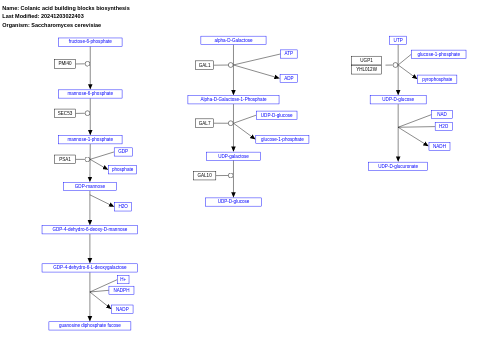 Name: Colanic acid building blocks biosynthesis
Last Modified: 20241203022403
Organism: Saccharomyces cerevisiae
fructose-6-phosphate
PMI40
mannose-6-phosphate
SEC53
mannose-1-phosphate
GDP
PSA1
phosphate
GDP-mannose
H2O
GDP-4-dehydro-6-deoxy-D-mannose
GDP-4-dehydro-6-L-deoxygalactose
H+
NADPH
NADP
guanosine diphosphate fucose
alpha-D-Galactose
ATP
GAL1
ADP
Alpha-D-Galactose-1-Phosphate
UDP-D-glucose
GAL7
glucose-1-phosphate
UDP-galactose
GAL10
UDP-D-glucose
UTP
glucose-1-phosphate
UGP1
YHL012W
pyrophosphate
UDP-D-glucose
NAD
H2O
NADH
UDP-D-glucuronate